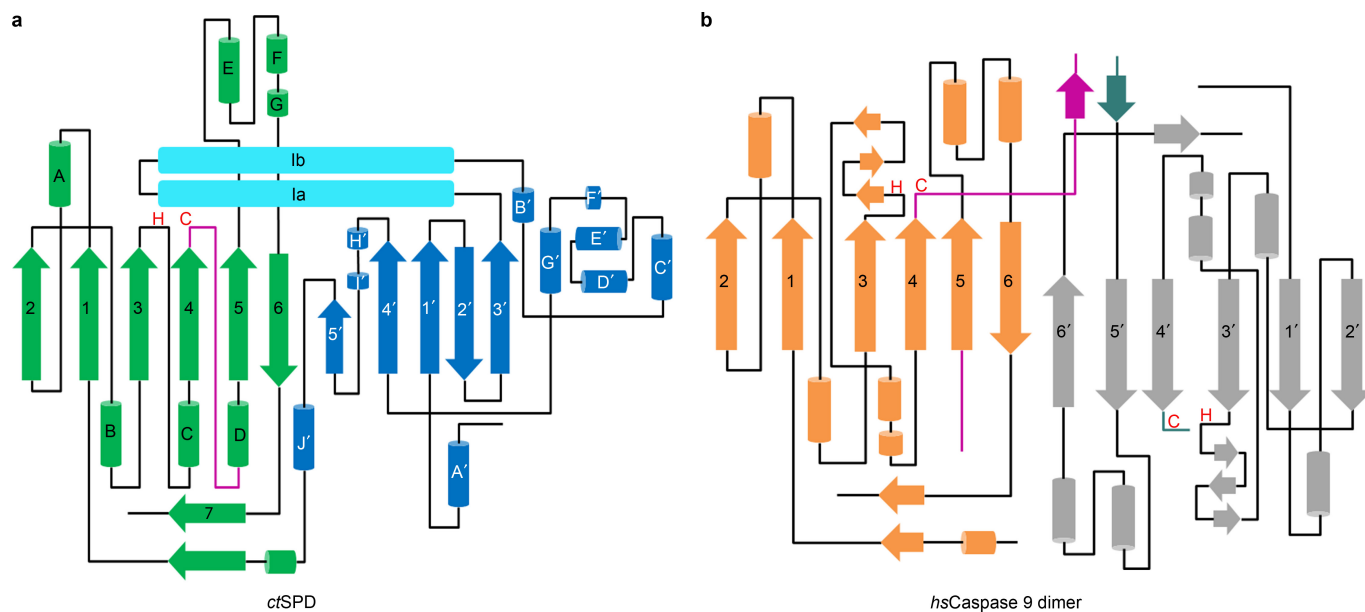 a
b
E
F
G
Ib
A
Ia
B′
F′
H
C
H′
E′
G′
C′
I′
D′
2
1
3
4
5
6
5′
4′
1′
2′
3′
B
C
D
J′
A′
7
ctSPD
H
C
2
1
3
4
5
6
6′
5′
4′
3′
1′
2′
C
H
hsCaspase 9 dimer